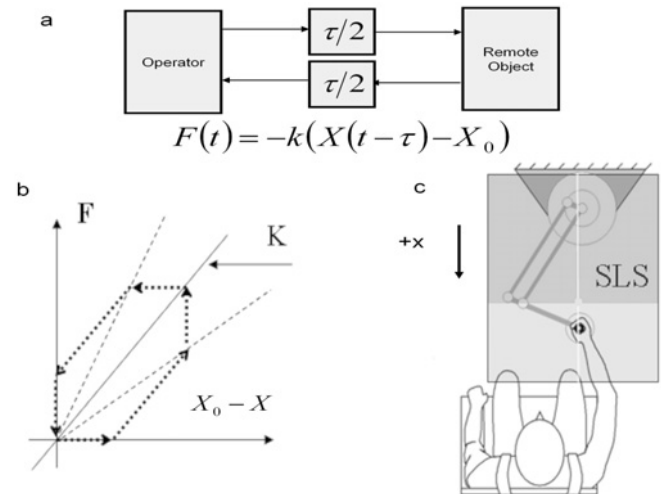 a
Operator
τ/2
τ/2
Remote
Object
F(t) = −k(X(t − τ) − X₀)
b
F
K
X₀ − X
c
+x
SLS